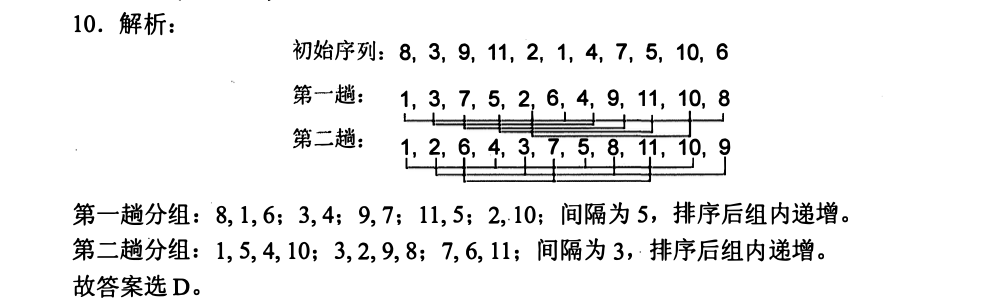 10. 解析：
初始序列：8, 3, 9, 11, 2, 1, 4, 7, 5, 10, 6
第一趟： 1, 3, 7, 5, 2, 6, 4, 9, 11, 10, 8
第二趟： 1, 2, 6, 4, 3, 7, 5, 8, 11, 10, 9
第一趟分组：8, 1, 6；3, 4；9, 7；11, 5；2, 10；间隔为 5，排序后组内递增。
第二趟分组：1, 5, 4, 10；3, 2, 9, 8；7, 6, 11；间隔为 3，排序后组内递增。
故答案选 D。